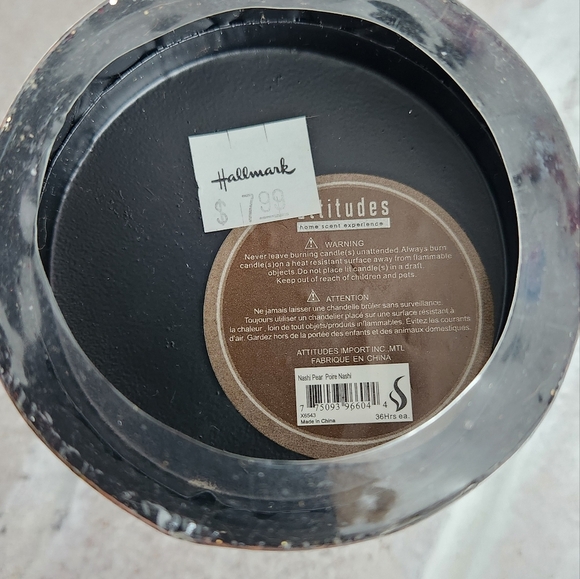 Hallmark
$ 7.99
attitudes
home scent experience
WARNING
Never leave burning candle(s) unattended. Always burn
candle(s) on a heat resistant surface away from flammable
objects. Do not place lit candle(s) in a draft.
Keep out of reach of children and pets.
ATTENTION
Ne jamais laisser une chandelle brûler sans surveillance.
Toujours utiliser un chandelier placé sur une surface résistant à
la chaleur, loin de tout objets/produits inflammables. Évitez les courants
d'air. Gardez hors de la portée des enfants et des animaux domestiques.
ATTITUDES IMPORT INC. ,MTL
FABRIQUE EN CHINA
Nashi Pear Poire Nashi
7 75093 96604 4
X6543
Made in China
36Hrs ea.